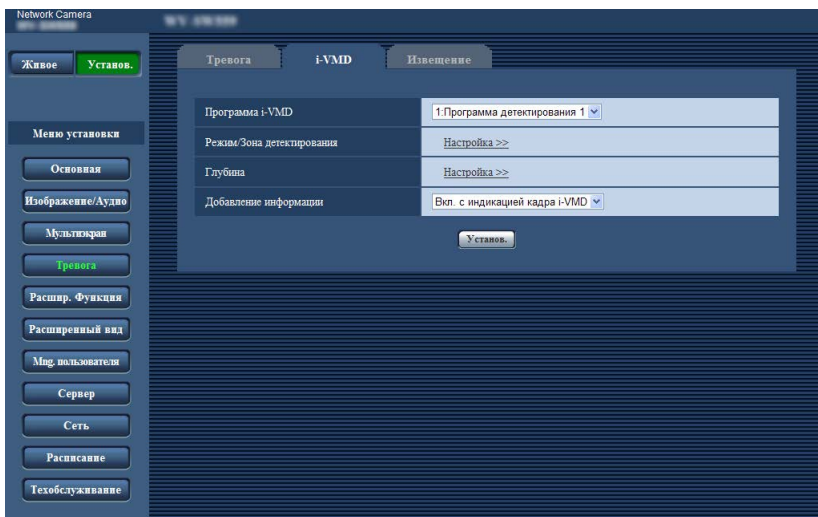 Network Camera
Живое
Установ.
Тревога
i-VMD
Извещение
Меню установки
Основная
Изображение/Аудио
Мультиэкран
Тревога
Расшир. Функция
Расширенный вид
Mng. пользователя
Сервер
Сеть
Расписание
Техобслуживание
Программа i-VMD
1:Программа детектирования 1
Режим/Зона детектирования
Настройка >>
Глубина
Настройка >>
Добавление информации
Вкл. с индикацией кадра i-VMD
Установ.